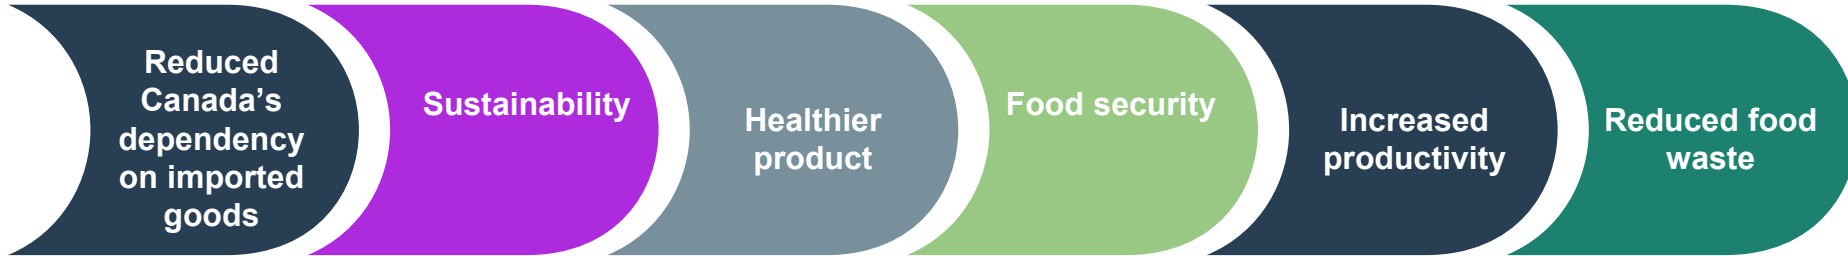 Reduced
Canada’s
dependency
on imported
goods
Sustainability
Healthier
product
Food security
Increased
productivity
Reduced food
waste